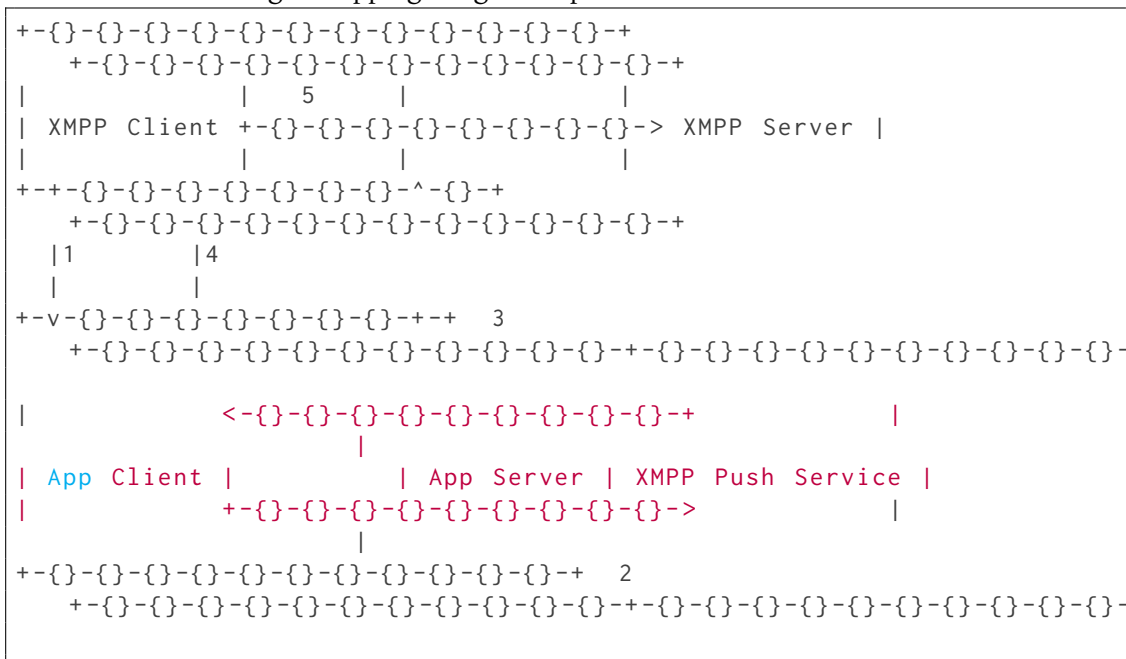 +-{}-{}-{}-{}-{}-{}-{}-{}-{}-{}-{}-+
+-{}-{}-{}-{}-{}-{}-{}-{}-{}-{}-{}-+
| | 5 | |
| XMPP Client +-{}-{}-{}-{}-{}-{}-{}-{}-> XMPP Server |
| | | |
+-+-{}-{}-{}-{}-{}-{}-{}-^-{}-+
+-{}-{}-{}-{}-{}-{}-{}-{}-{}-{}-{}-+
|1 |4
| |
+-v-{}-{}-{}-{}-{}-{}-{}-+-+ 3
+-{}-{}-{}-{}-{}-{}-{}-{}-{}-{}-+-{}-{}-{}-{}-{}-{}-{}-{}-{}-
| <-{}-{}-{}-{}-{}-{}-{}-{}-{}-+ |
|
| App Client | | App Server | XMPP Push Service |
| +-{}-{}-{}-{}-{}-{}-{}-{}-{}-> |
|
+-{}-{}-{}-{}-{}-{}-{}-{}-{}-{}-+ 2
+-{}-{}-{}-{}-{}-{}-{}-{}-{}-{}-+-{}-{}-{}-{}-{}-{}-{}-{}-{}-